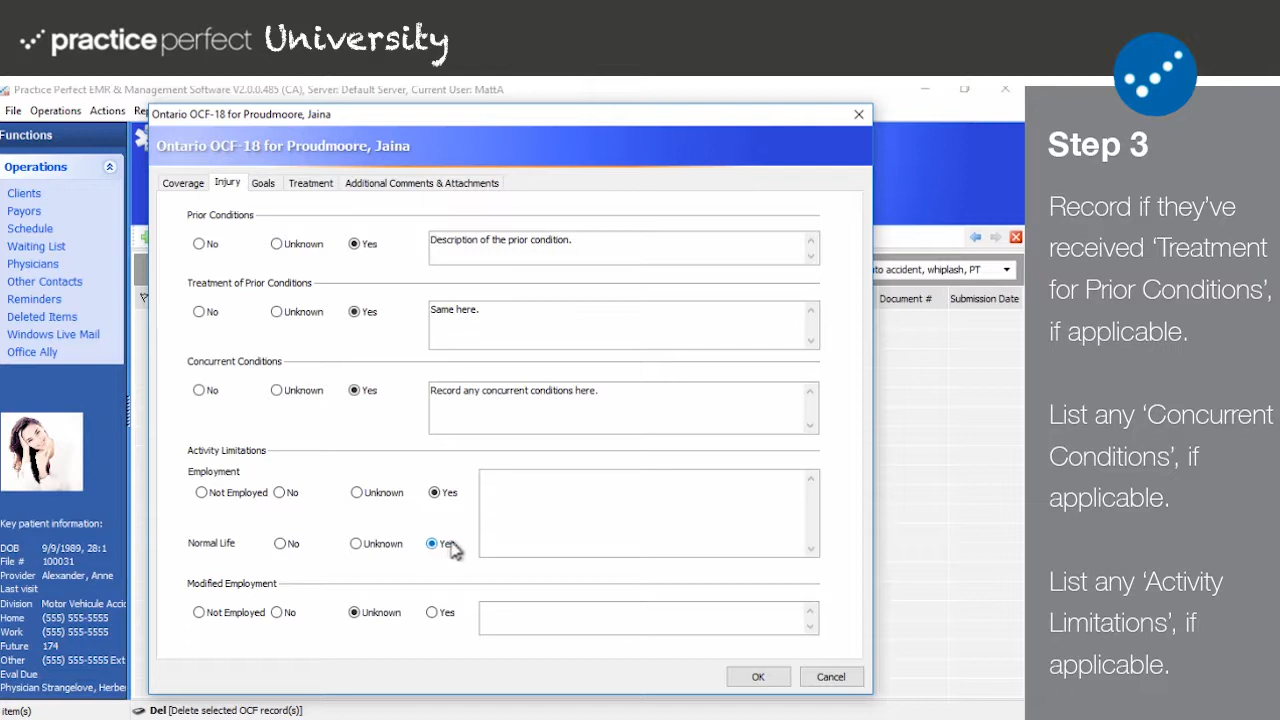 practiceperfect University
Practice Perfect EMR & Management Software V2.0.0.485 (CA), Server: Default Server, Current User: MattA
File Operations Actions Rep
Functions
Operations
Clients
Payors
Schedule
Waiting List
Physicians
Other Contacts
Reminders
Deleted Items
Windows Live Mail
Office Ally
Key patient information:
DOB 9/9/1989, 28:1
File # 100031
Provider Alexander, Anne
Last visit
Division Motor Vehicule Accid
Home (555) 555-5555
Work (555) 555-5555
Future 174
Other (555) 555-5555 Ext
Eval Due
Physician Strangelove, Herber
item(s)
Ontario OCF-18 for Proudmoore, Jaina
Ontario OCF-18 for Proudmoore, Jaina
Coverage Injury Goals Treatment Additional Comments & Attachments
Prior Conditions
No Unknown Yes Description of the prior condition.
Treatment of Prior Conditions
No Unknown Yes Same here.
Concurrent Conditions
No Unknown Yes Record any concurrent conditions here.
Activity Limitations
Employment
Not Employed No Unknown Yes
Normal Life No Unknown Yes
Modified Employment
Not Employed No Unknown Yes
OK Cancel
uto accident, whiplash, PT
Document # Submission Date
Del [Delete selected OCF record(s)]
Step 3
Record if they've
received 'Treatment
for Prior Conditions',
if applicable.
List any 'Concurrent
Conditions', if
applicable.
List any 'Activity
Limitations', if
applicable.